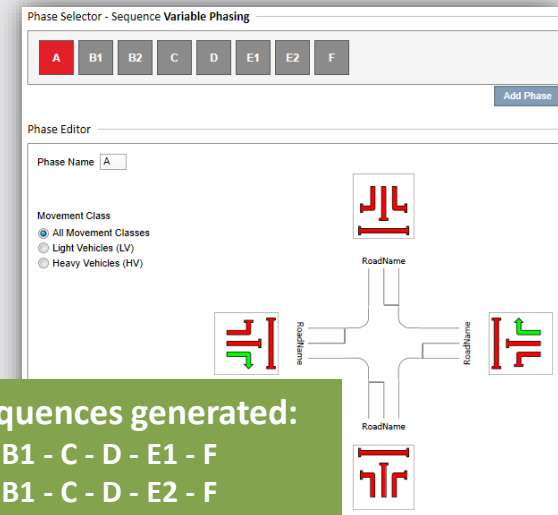 Phase Selector - Sequence Variable Phasing
A B1 B2 C D E1 E2 F
Add Phase
Phase Editor
Phase Name A
Movement Class
All Movement Classes
Light Vehicles (LV)
Heavy Vehicles (HV)
RoadName
RoadName
RoadName
RoadName
quences generated:
B1 - C - D - E1 - F
B1 - C - D - E2 - F